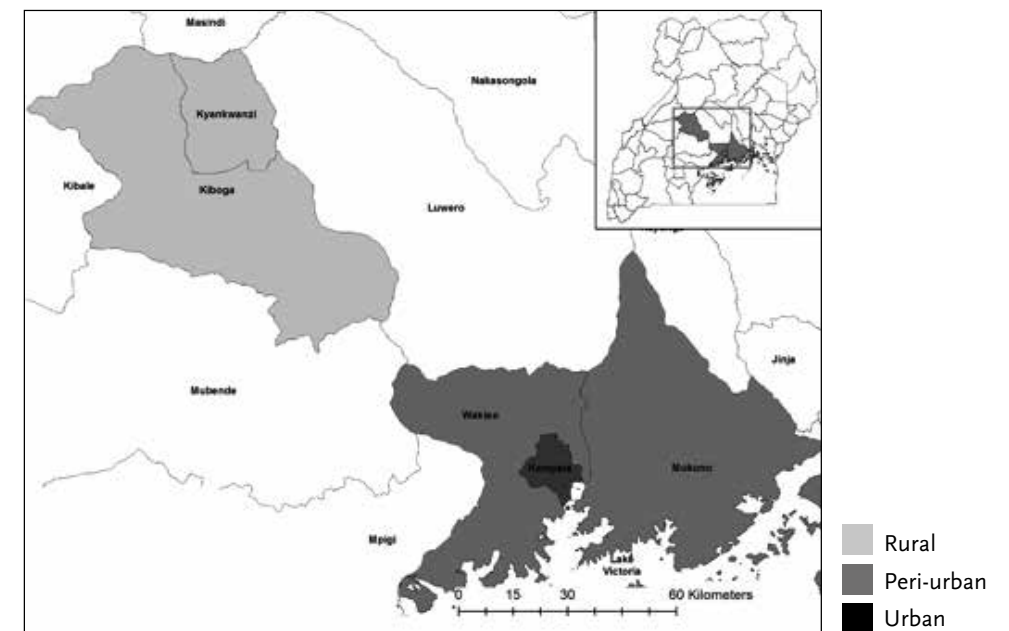 Masindi
Nakasongola
Kyankwanzi
Kibale
Kiboga
Luwero
Jinja
Mubende
Wakiso
Kampala
Mukono
Mpigi
Lake
Victoria
0 15 30 60 Kilometers
Rural
Peri-urban
Urban